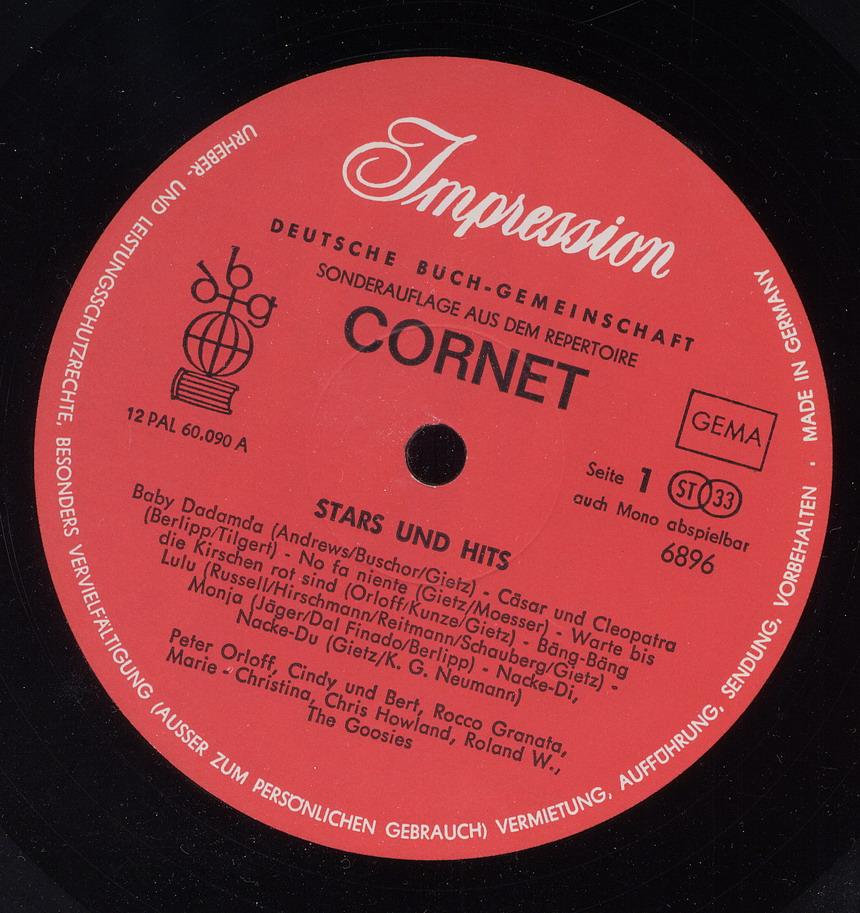 Impression
DEUTSCHE BUCH-GEMEINSCHAFT
SONDERAUFLAGE AUS DEM REPERTOIRE
CORNET
dbg
12 PAL 60.090 A
GEMA
Seite 1 ST 33
auch Mono abspielbar
6896
STARS UND HITS
Baby Dadamda (Andrews/Buschor/Gietz) - Cäsar und Cleopatra
(Berlipp/Tilgert) - No fa niente (Gietz/Moesser) - Warte bis
die Kirschen rot sind (Orloff/Kunze/Gietz) - Bäng-Bäng
Lulu (Russell/Hirschmann/Reitmann/Schauberg/Gietz) -
Monja (Jäger/Dal Finado/Berlipp) - Nacke-Di,
Nacke-Du (Gietz/K. G. Neumann)
Peter Orloff, Cindy und Bert, Rocco Granata,
Marie - Christina, Chris Howland, Roland W.,
The Goosies
URHEBER- UND LEISTUNGSSCHUTZRECHTE, BESONDERS VERVIELFÄLTIGUNG (AUSSER ZUM PERSÖNLICHEN GEBRAUCH) VERMIETUNG, AUFFÜHRUNG, SENDUNG, VORBEHALTEN . MADE IN GERMANY